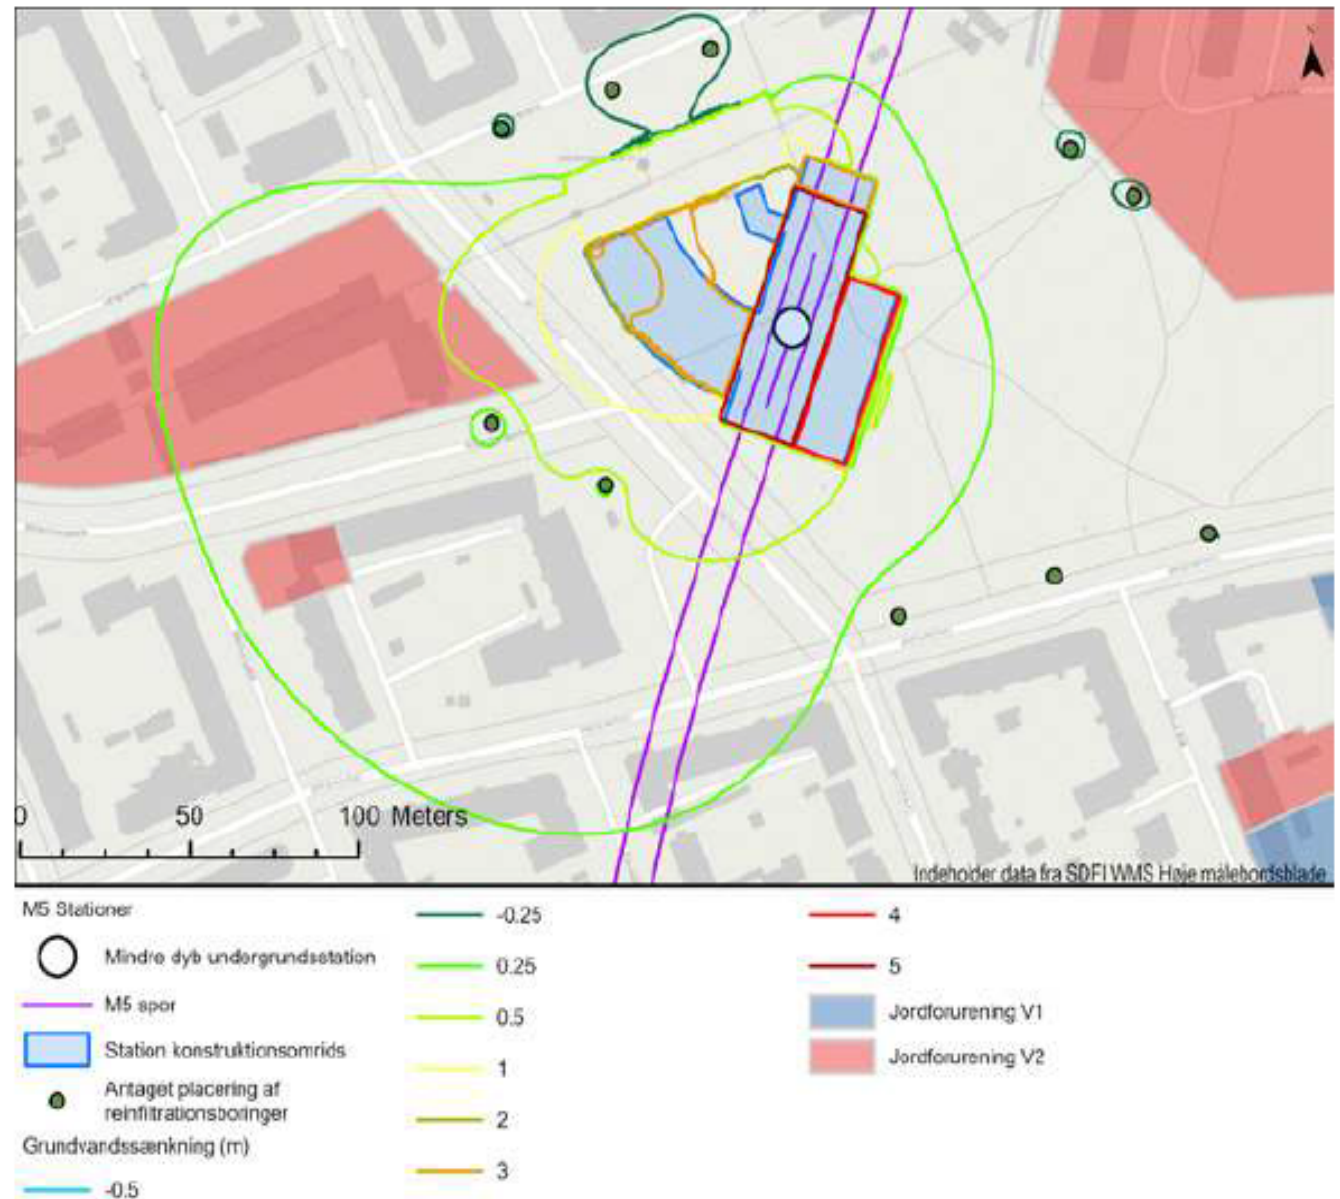 0 50 100 Meters
Indeholder data fra SDFI WMS Høje målebordsblade
M5 Stationer
Mindre dyb undergrundsstation
M5 spor
Station konstruktionsomrids
Antaget placering af
reinfiltrationsboringer
Grundvandssænkning (m)
-0.5
-0.25
0.25
0.5
1
2
3
4
5
Jordforurening V1
Jordforurening V2